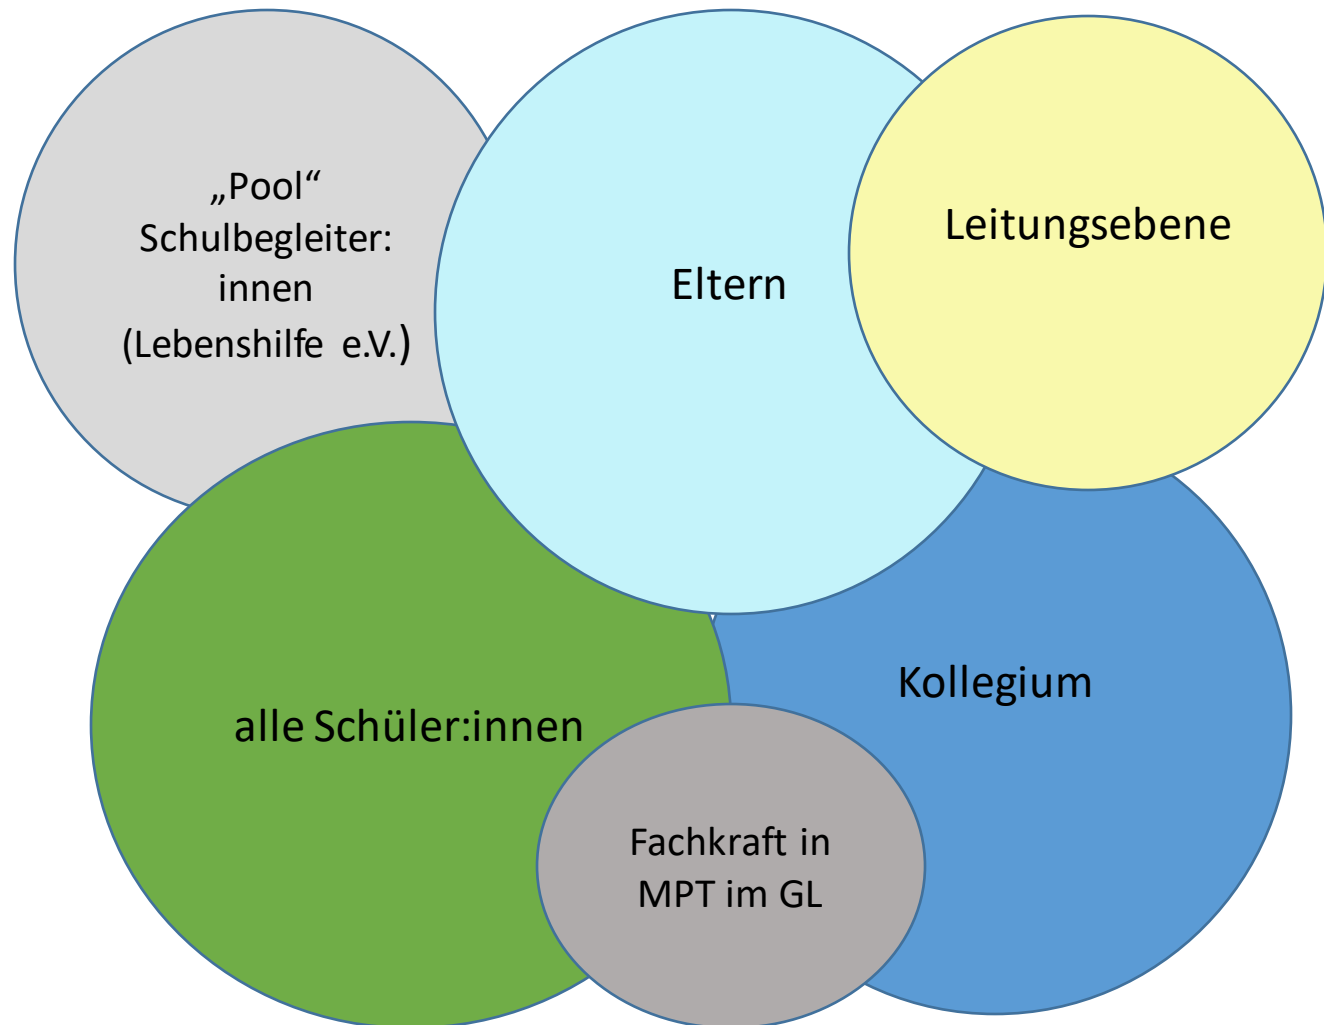 „Pool“
Schulbegleiter:
innen
(Lebenshilfe e.V.)
Eltern
Leitungsebene
alle Schüler:innen
Kollegium
Fachkraft in
MPT im GL